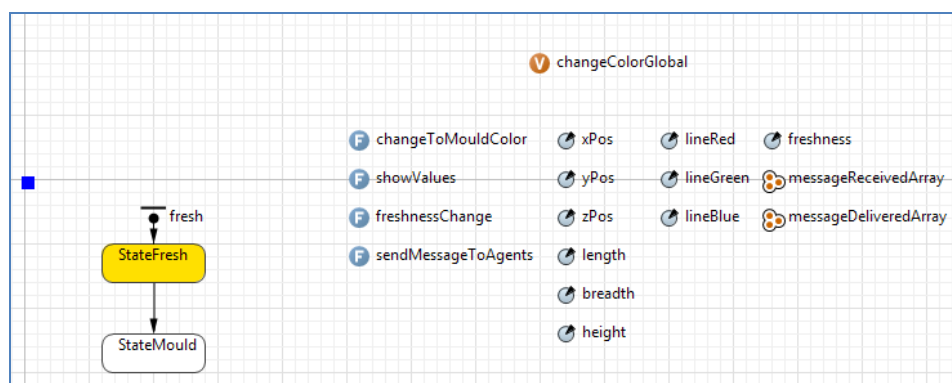 changeColorGlobal
changeToMouldColor xPos lineRed freshness
showValues yPos lineGreen messageReceivedArray
fresh freshnessChange zPos lineBlue messageDeliveredArray
StateFresh sendMessageToAgents length
breadth
StateMould height